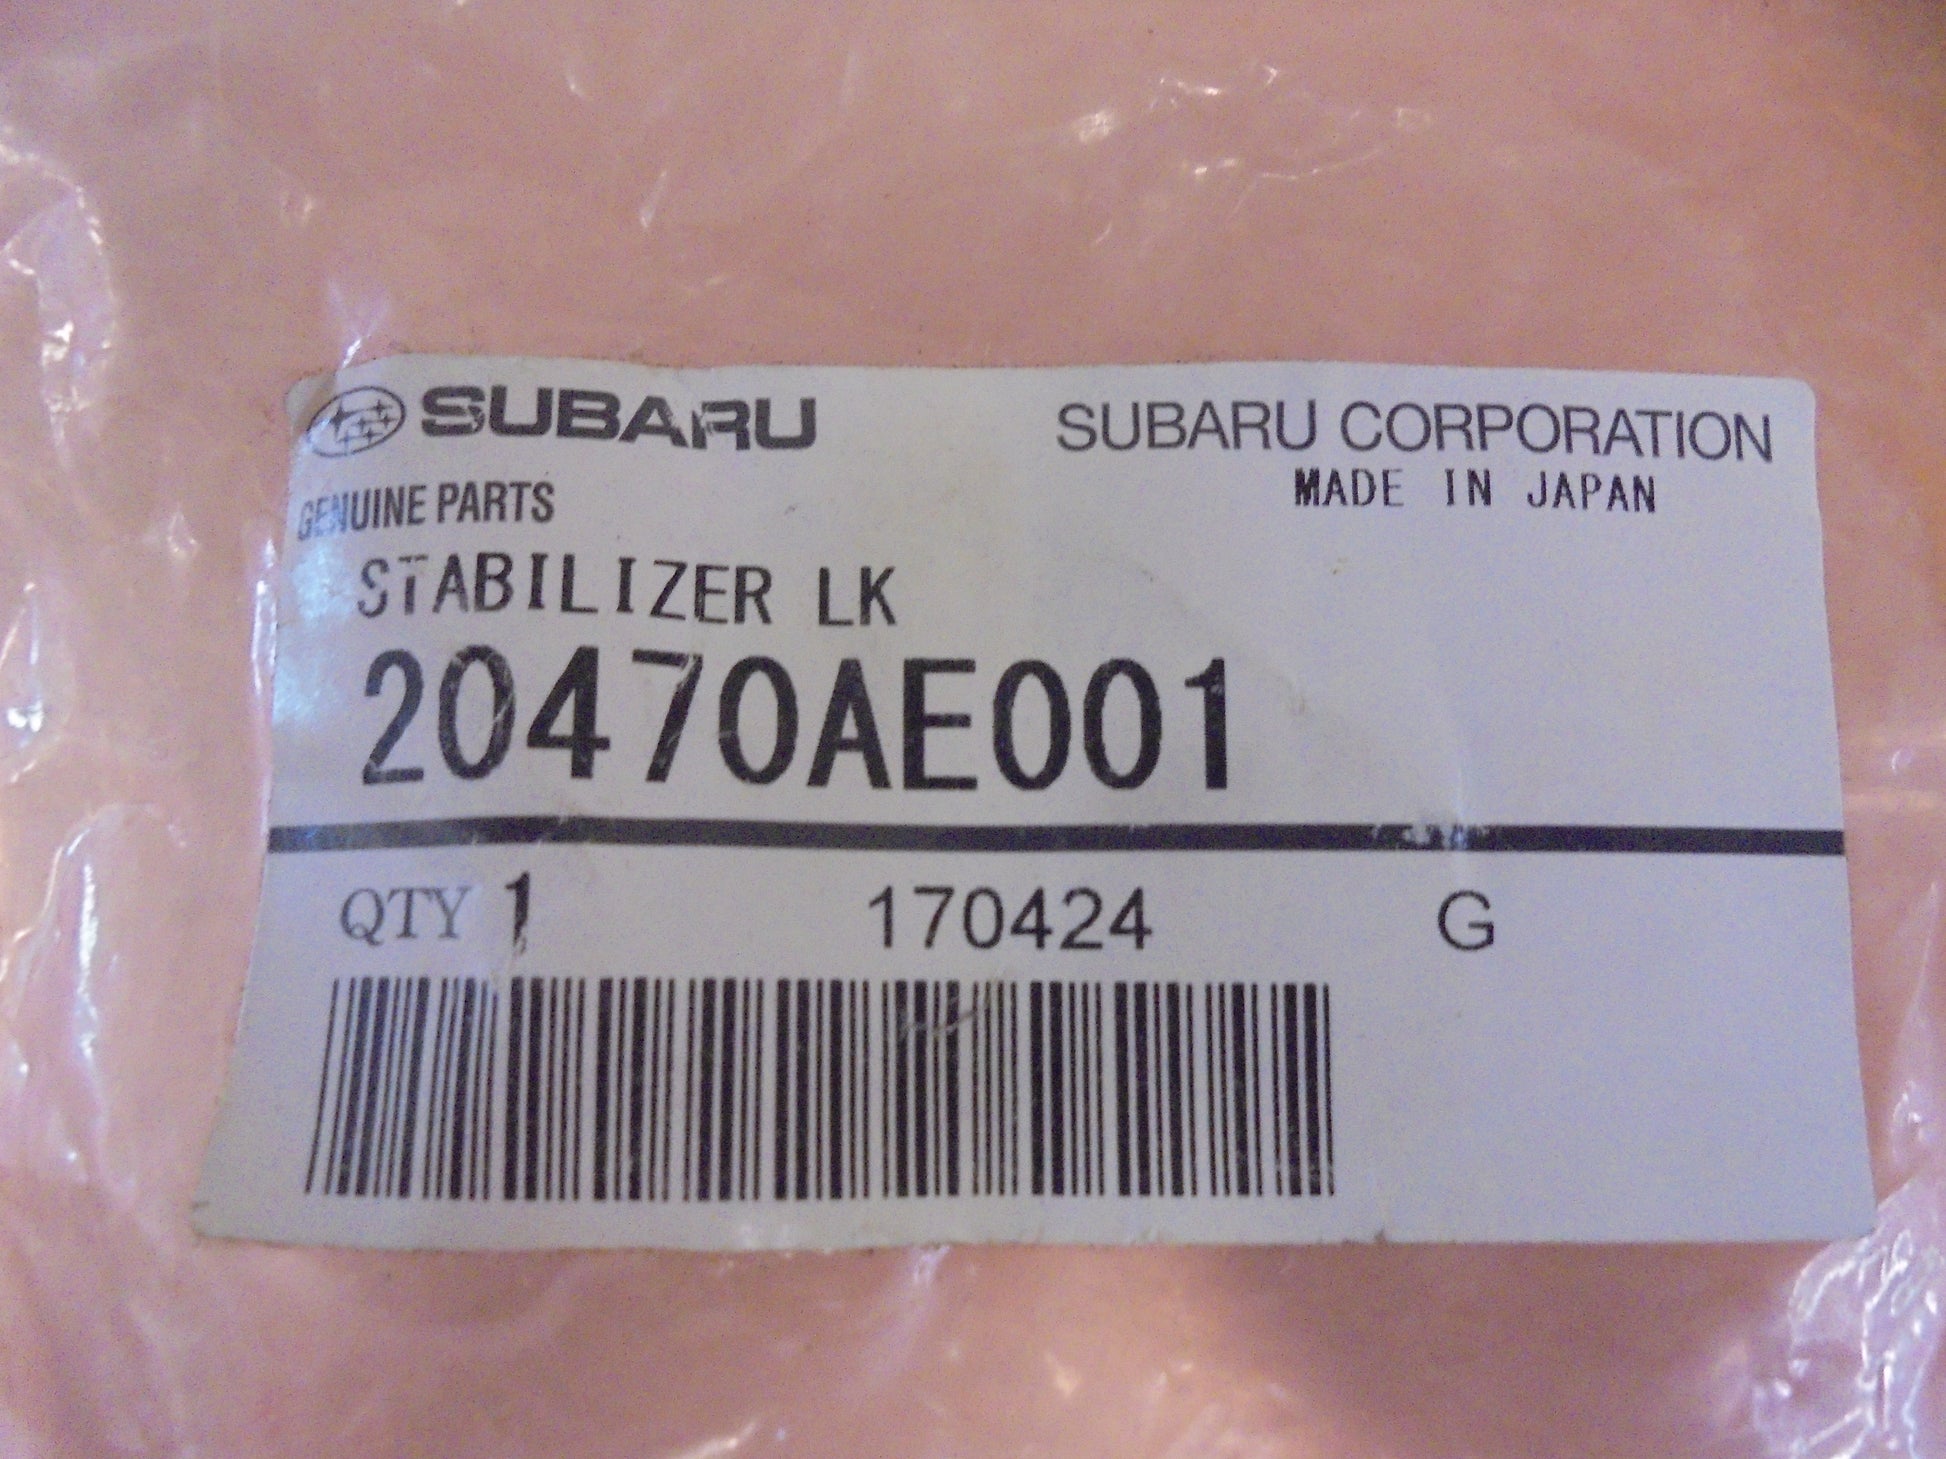 SUBARU
SUBARU CORPORATION
MADE IN JAPAN
GENUINE PARTS
STABILIZER LK
20470AE001
QTY 1 170424 G